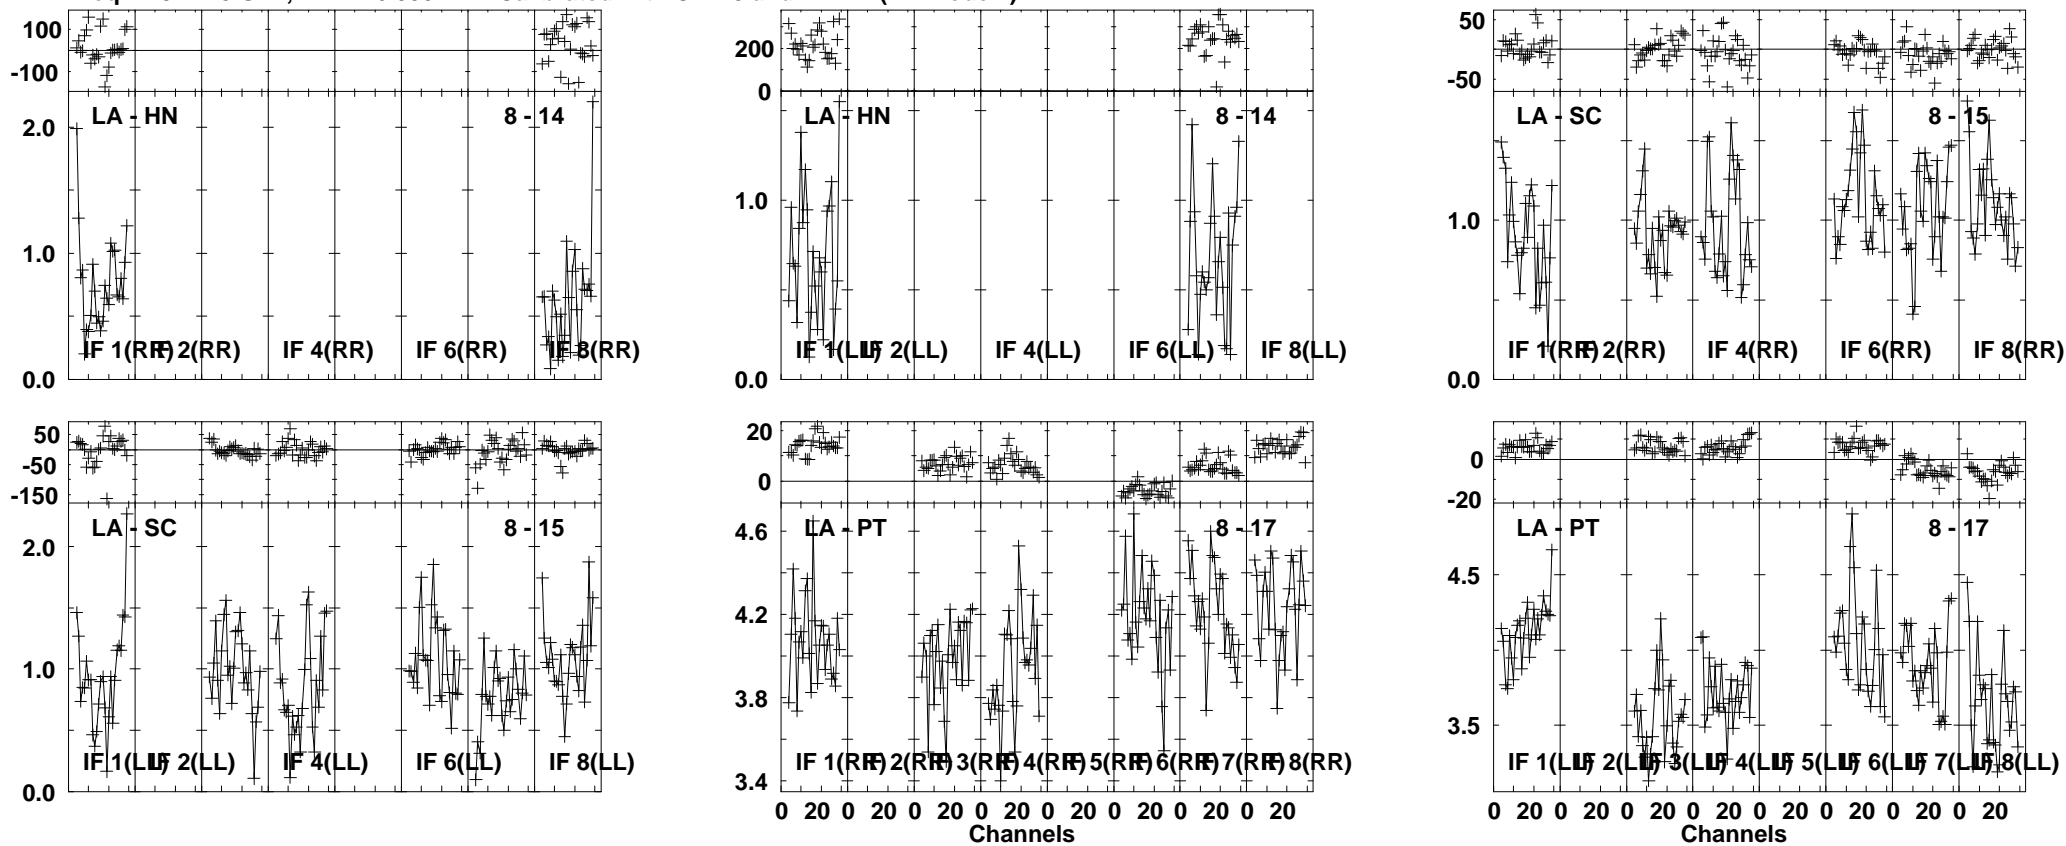 100
-100
LA - HN 8 - 14
2.0
1.0
0.0
IF 1(RR) IF 2(RR) IF 4(RR) IF 6(RR) IF 8(RR)
200
0
LA - HN 8 - 14
1.0
0.0
IF 1(LL) IF 2(LL) IF 4(LL) IF 6(LL) IF 8(LL)
50
-50
LA - SC 8 - 15
1.0
0.0
IF 1(RR) IF 2(RR) IF 4(RR) IF 6(RR) IF 8(RR)
50
-50
-150
LA - SC 8 - 15
2.0
1.0
0.0
IF 1(LL) IF 2(LL) IF 4(LL) IF 6(LL) IF 8(LL)
20
0
LA - PT 8 - 17
4.6
4.2
3.8
3.4
IF 1(RR) IF 2(RR) IF 3(RR) IF 4(RR) IF 5(RR) IF 6(RR) IF 7(RR) IF 8(RR)
0 20 0 20 0 20 0 20 0 20 0 20 0 20 0 20
Channels
0
-20
LA - PT 8 - 17
4.5
3.5
IF 1(LL) IF 2(LL) IF 3(LL) IF 4(LL) IF 5(LL) IF 6(LL) IF 7(LL) IF 8(LL)
0 20 0 20 0 20 0 20 0 20 0 20 0 20 0 20
Channels